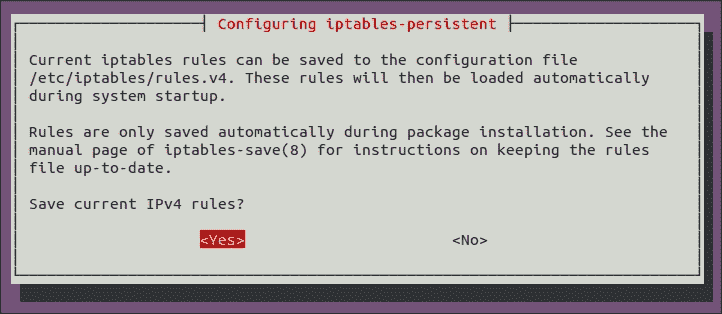 Configuring iptables-persistent
Current iptables rules can be saved to the configuration file
/etc/iptables/rules.v4. These rules will then be loaded automatically
during system startup.
Rules are only saved automatically during package installation. See the
manual page of iptables-save(8) for instructions on keeping the rules
file up-to-date.
Save current IPv4 rules?
<Yes> <No>